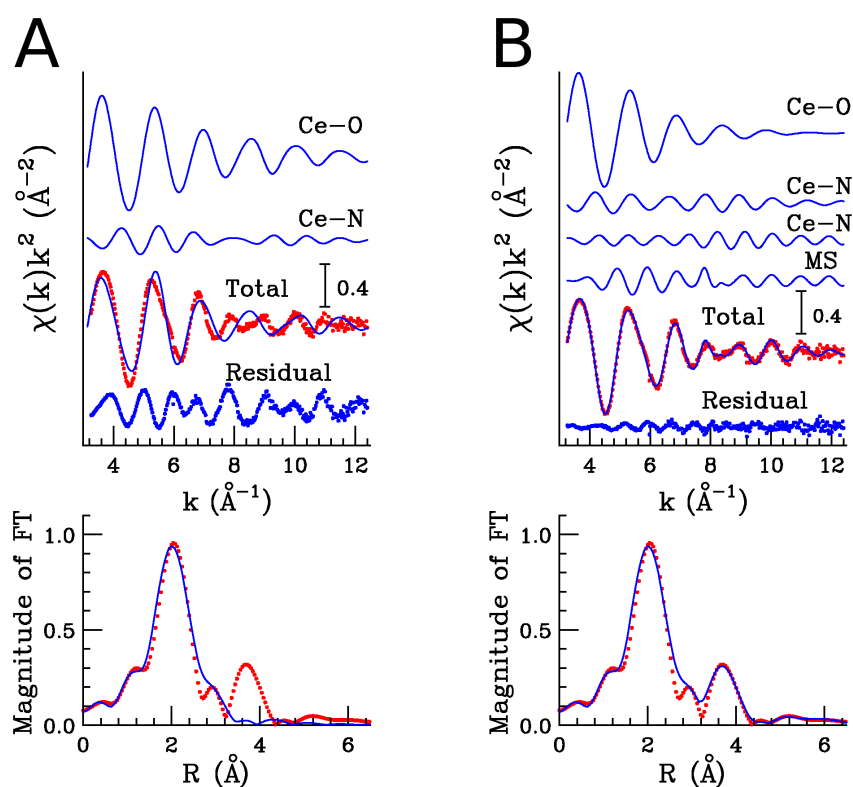 A
χ(k)k² (Å⁻²)
Ce−O
Ce−N
Total
0.4
Residual
4 6 8 10 12
k (Å⁻¹)
Magnitude of FT
1.0
0.5
0.0
0 2 4 6
R (Å)
B
χ(k)k² (Å⁻²)
Ce−O
Ce−N
Ce−N
MS
Total
0.4
Residual
4 6 8 10 12
k (Å⁻¹)
Magnitude of FT
1.0
0.5
0.0
0 2 4 6
R (Å)